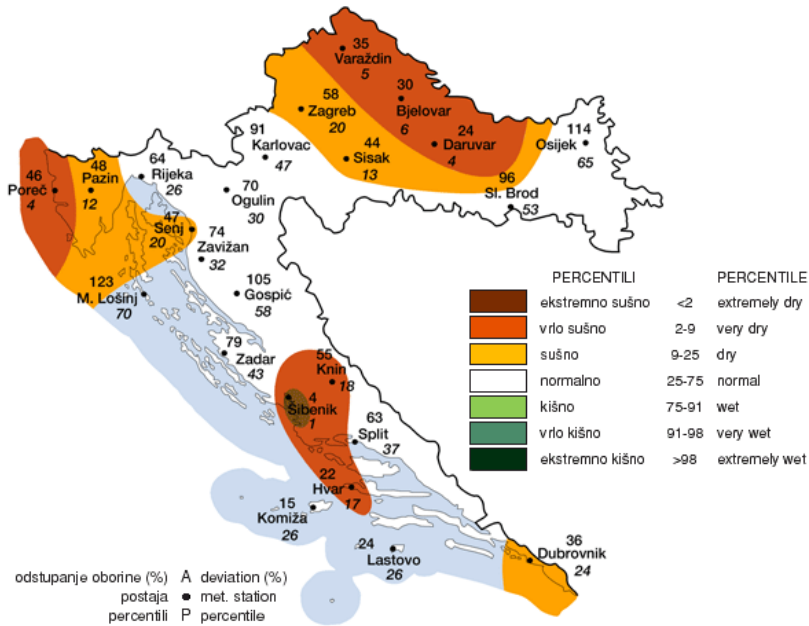 35
Varaždin
5
30
Bjelovar
6
58
Zagreb
20
24
Daruvar
4
44
Sisak
13
114
Osijek
65
91
Karlovac
47
96
Sl. Brod
53
64
Rijeka
26
48
Pazin
12
46
Poreč
4
70
Ogulin
30
47
Senj
20
74
Zavižan
32
123
M. Lošinj
70
105
Gospić
58
79
Zadar
43
55
Knin
18
4
Šibenik
1
63
Split
37
22
Hvar
17
15
Komiža
26
24
Lastovo
26
36
Dubrovnik
24
PERCENTILI PERCENTILE
ekstremno sušno <2 extremely dry
vrlo sušno 2-9 very dry
sušno 9-25 dry
normalno 25-75 normal
kišno 75-91 wet
vrlo kišno 91-98 very wet
ekstremno kišno >98 extremely wet
odstupanje oborine (%) A deviation (%)
postaja ● met. station
percentili P percentile